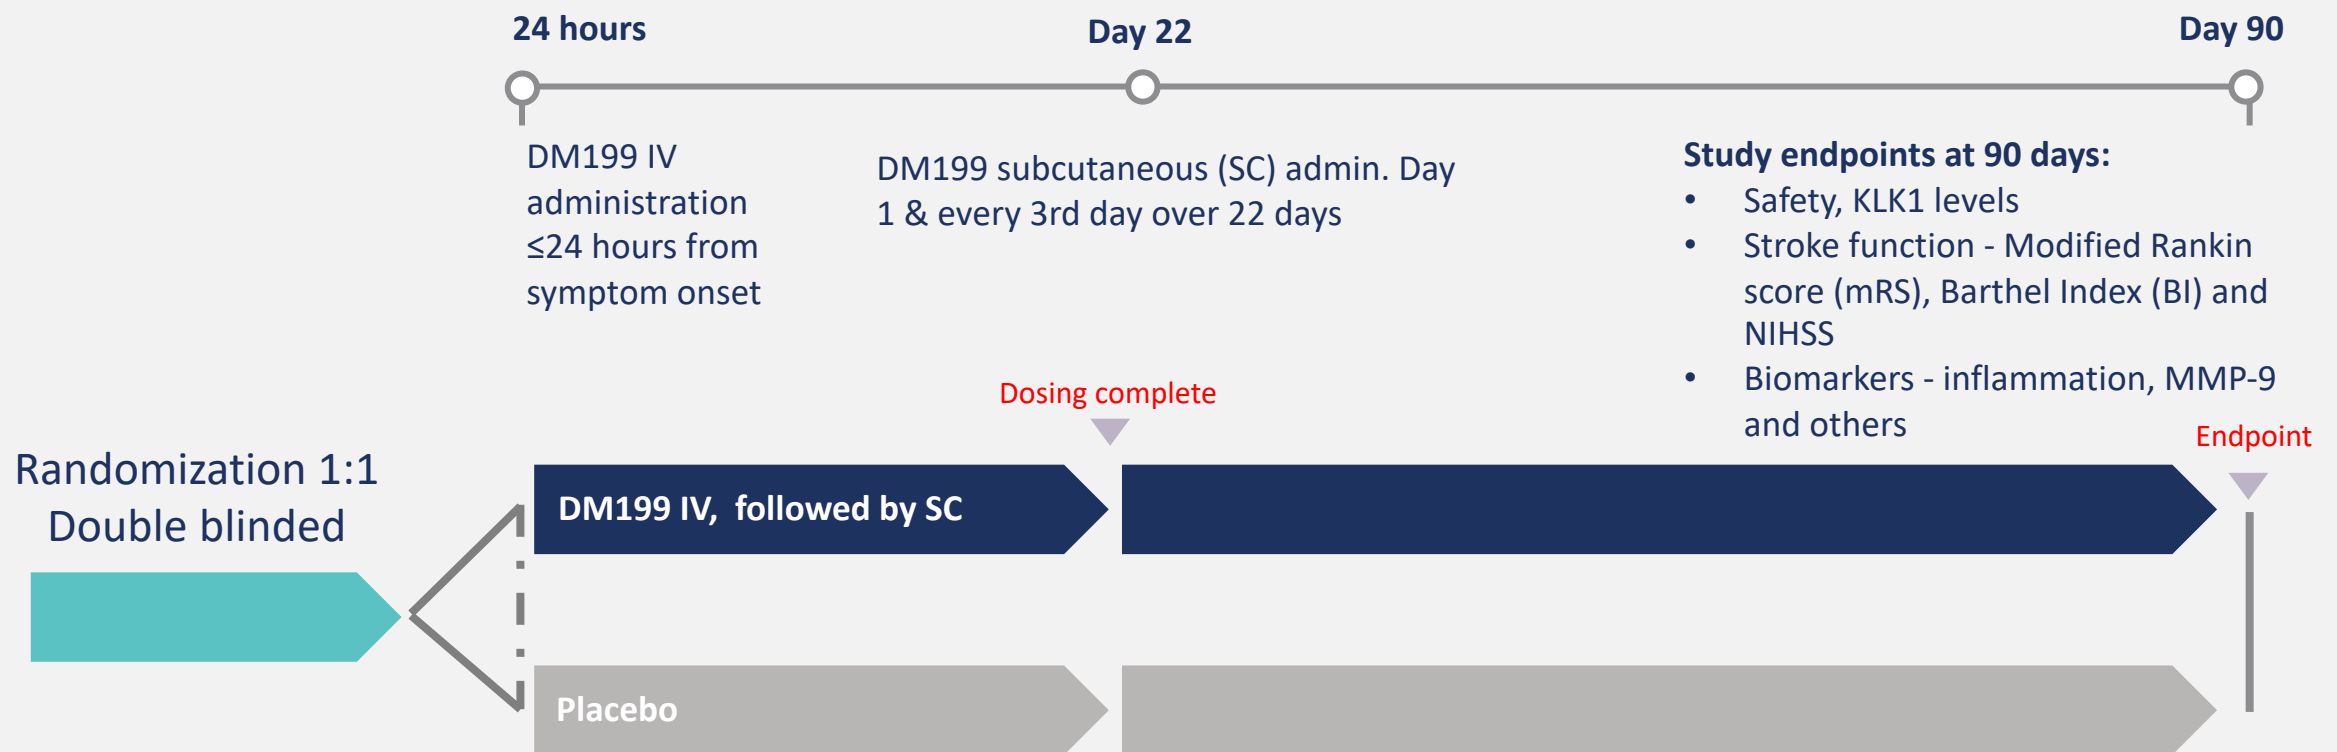 24 hours
Day 22
Day 90
DM199 IV
administration
≤24 hours from
symptom onset
DM199 subcutaneous (SC) admin. Day
1 & every 3rd day over 22 days
Study endpoints at 90 days:
• Safety, KLK1 levels
• Stroke function - Modified Rankin
score (mRS), Barthel Index (BI) and
NIHSS
• Biomarkers - inflammation, MMP-9
and others
Dosing complete
Endpoint
Randomization 1:1
Double blinded
DM199 IV, followed by SC
Placebo